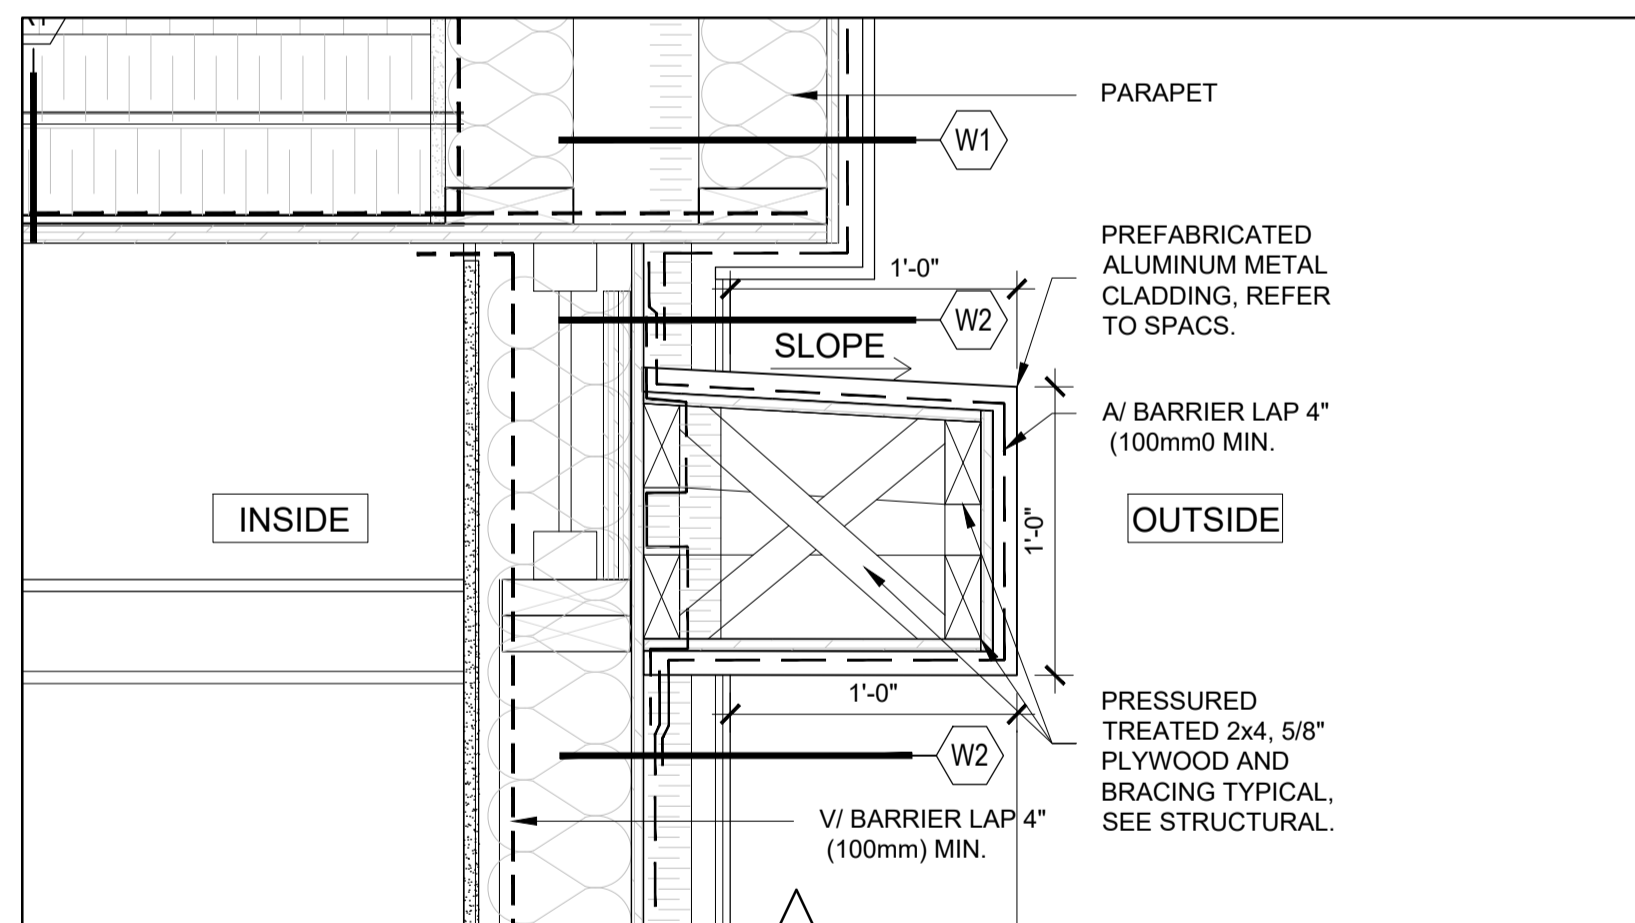 PARAPET
W1
PREFABRICATED
ALUMINUM METAL
CLADDING, REFER
TO SPACS.
1'-0"
W2
SLOPE
A/ BARRIER LAP 4"
(100mm0 MIN.
INSIDE
OUTSIDE
1'-0"
1'-0"
PRESSURED
TREATED 2x4, 5/8"
PLYWOOD AND
BRACING TYPICAL,
SEE STRUCTURAL.
W2
V/ BARRIER LAP 4"
(100mm) MIN.